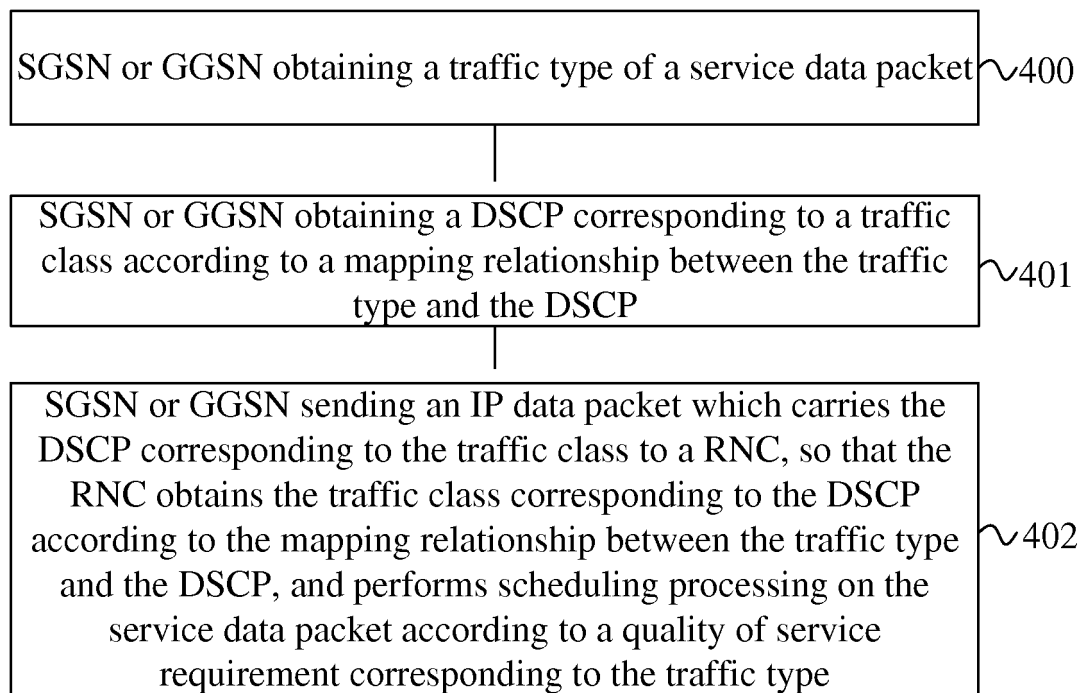 SGSN or GGSN obtaining a traffic type of a service data packet
400
SGSN or GGSN obtaining a DSCP corresponding to a traffic
class according to a mapping relationship between the traffic
type and the DSCP
401
SGSN or GGSN sending an IP data packet which carries the
DSCP corresponding to the traffic class to a RNC, so that the
RNC obtains the traffic class corresponding to the DSCP
according to the mapping relationship between the traffic type
and the DSCP, and performs scheduling processing on the
service data packet according to a quality of service
requirement corresponding to the traffic type
402